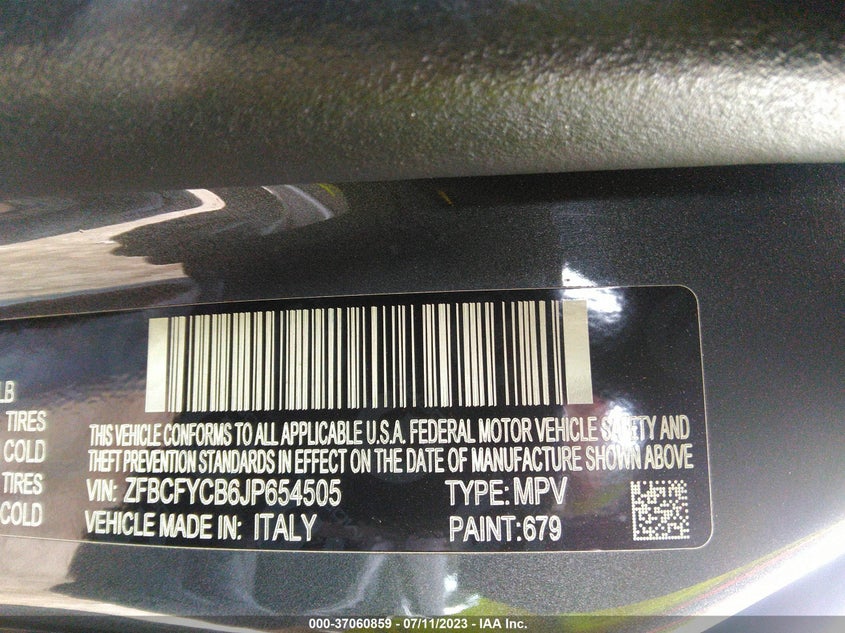 LB
TIRES
COLD
TIRES
COLD
THIS VEHICLE CONFORMS TO ALL APPLICABLE U.S.A. FEDERAL MOTOR VEHICLE SAFETY AND
THEFT PREVENTION STANDARDS IN EFFECT ON THE DATE OF MANUFACTURE SHOWN ABOVE
VIN: ZFBCFYCB6JP654505 TYPE: MPV
VEHICLE MADE IN: ITALY PAINT:679
000-37060859 - 07/11/2023 - IAA Inc.